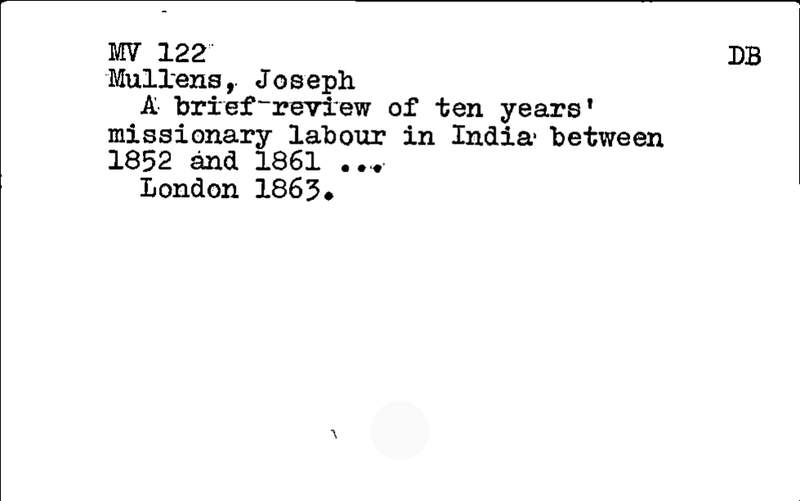 MV 122 DB
Mullens, Joseph
A brief review of ten years'
missionary labour in India between
1852 and 1861 ...
London 1863.